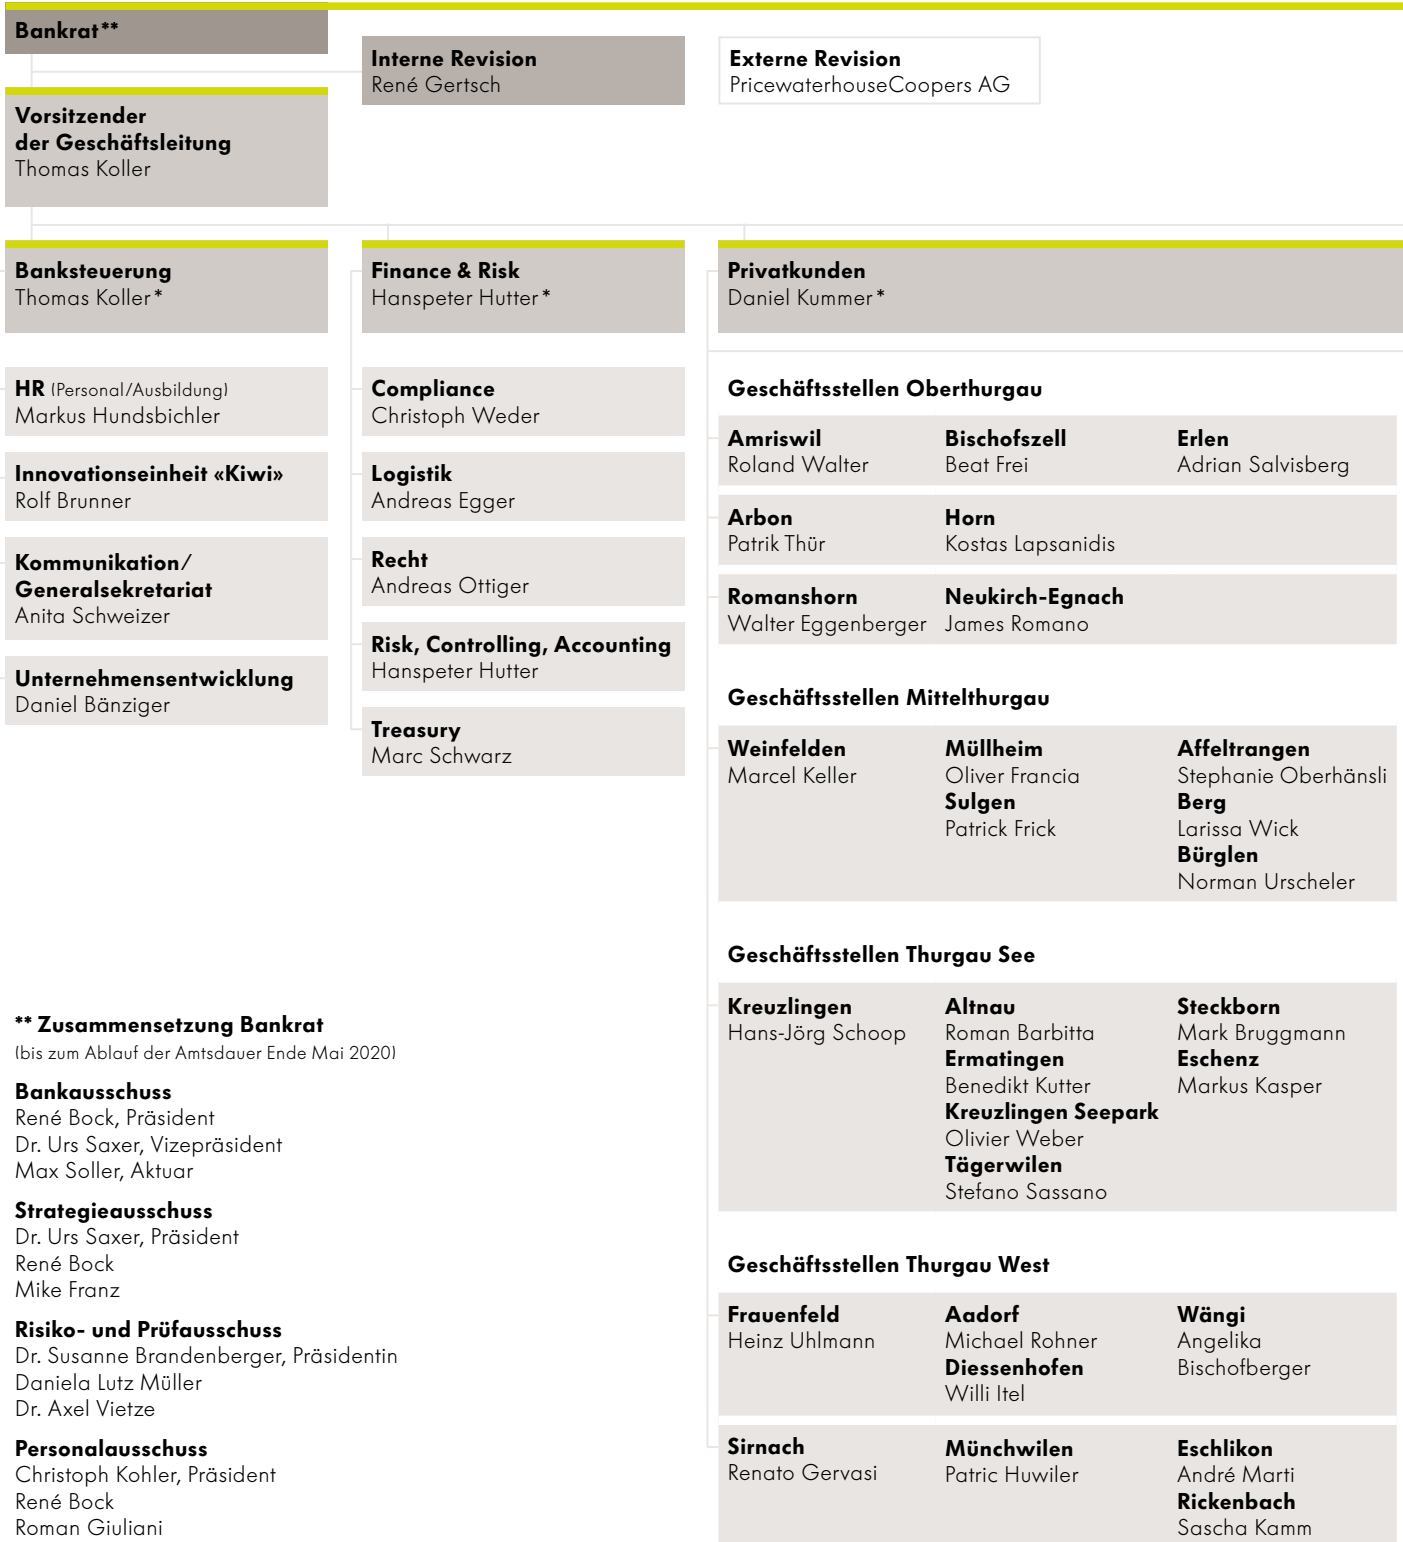 Bankrat**
Interne Revision
René Gertsch
Externe Revision
PricewaterhouseCoopers AG
Vorsitzender
der Geschäftsleitung
Thomas Koller
Banksteuerung
Thomas Koller*
HR (Personal/Ausbildung)
Markus Hundsbichler
Innovationseinheit «Kiwi»
Rolf Brunner
Kommunikation/
Generalsekretariat
Anita Schweizer
Unternehmensentwicklung
Daniel Bänziger
Finance & Risk
Hanspeter Hutter*
Compliance
Christoph Weder
Logistik
Andreas Egger
Recht
Andreas Ottiger
Risk, Controlling, Accounting
Hanspeter Hutter
Treasury
Marc Schwarz
Privatkunden
Daniel Kummer*
Geschäftsstellen Oberthurgau
Amriswil
Roland Walter
Bischofszell
Beat Frei
Erlen
Adrian Salvisberg
Arbon
Patrik Thür
Horn
Kostas Lapsanidis
Romanshorn
Walter Eggenberger
Neukirch-Egnach
James Romano
Geschäftsstellen Mittelthurgau
Weinfelden
Marcel Keller
Müllheim
Oliver Francia
Sulgen
Patrick Frick
Affeltrangen
Stephanie Oberhänsli
Berg
Larissa Wick
Bürglen
Norman Urscheler
Geschäftsstellen Thurgau See
Kreuzlingen
Hans-Jörg Schoop
Altnau
Roman Barbitta
Ermatingen
Benedikt Kutter
Kreuzlingen Seepark
Olivier Weber
Tägerwilen
Stefano Sassano
Steckborn
Mark Bruggmann
Eschenz
Markus Kasper
Geschäftsstellen Thurgau West
Frauenfeld
Heinz Uhlmann
Aadorf
Michael Rohner
Diessenhofen
Willi Itel
Wängi
Angelika
Bischofberger
Sirnach
Renato Gervasi
Münchwilen
Patric Huwiler
Eschlikon
André Marti
Rickenbach
Sascha Kamm
** Zusammensetzung Bankrat
(bis zum Ablauf der Amtsdauer Ende Mai 2020)
Bankausschuss
René Bock, Präsident
Dr. Urs Saxer, Vizepräsident
Max Soller, Aktuar
Strategieausschuss
Dr. Urs Saxer, Präsident
René Bock
Mike Franz
Risiko- und Prüfausschuss
Dr. Susanne Brandenberger, Präsidentin
Daniela Lutz Müller
Dr. Axel Vietze
Personalausschuss
Christoph Kohler, Präsident
René Bock
Roman Giuliani